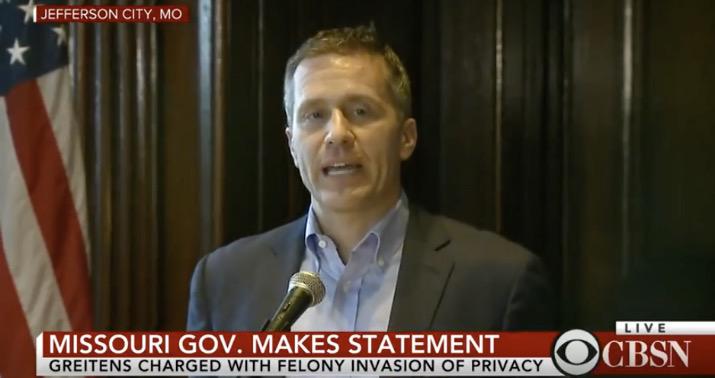 JEFFERSON CITY, MO
MISSOURI GOV. MAKES STATEMENT
GREITENS CHARGED WITH FELONY INVASION OF PRIVACY
LIVE
CBSN